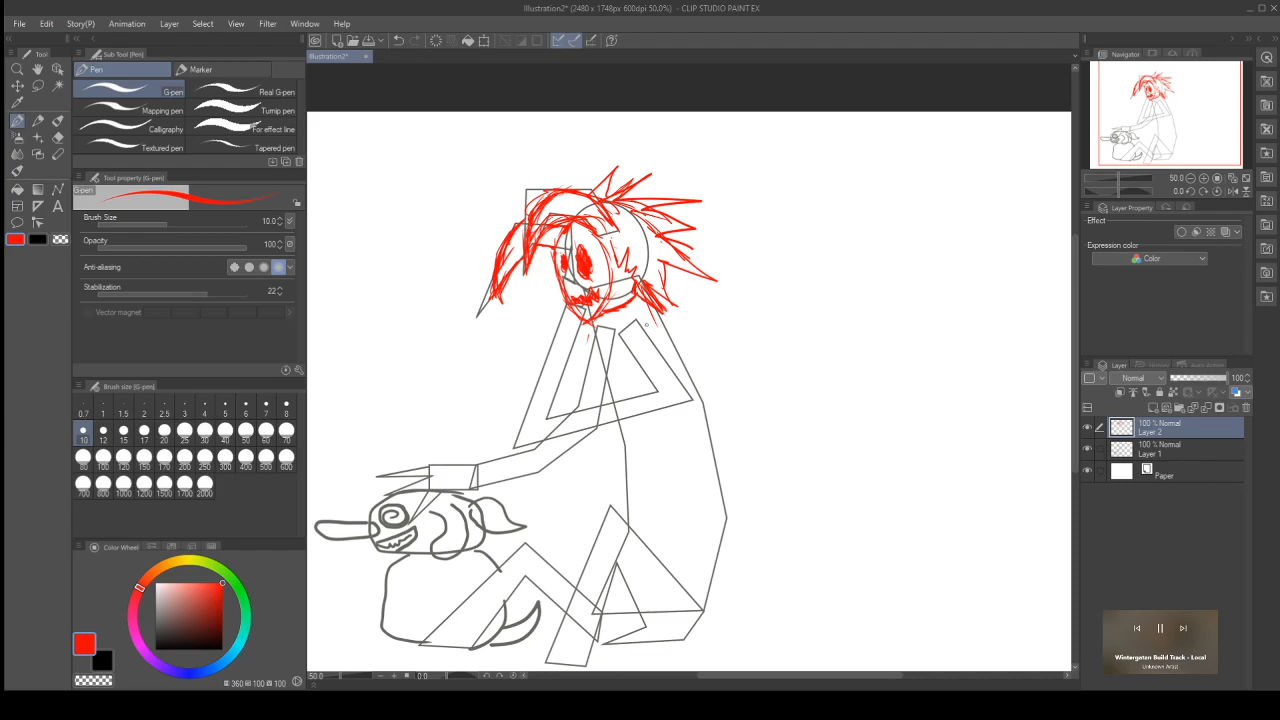 Illustration2* (2480 x 1748px 600dpi 50.0%) - CLIP STUDIO PAINT EX
File Edit Story(P) Animation Layer Select View Filter Window Help
Tool
Sub Tool [Pen]
Illustration2*
Navigator
Pen Marker
G-pen Real G-pen
Mapping pen Turnip pen
Calligraphy For effect line
Textured pen Tapered pen
Tool property [G-pen]
G-pen
Brush Size 10.0
Opacity 100
Anti-aliasing
Stabilization 22
Vector magnet
Brush size [G-pen]
0.7 1 1.5 2 2.5 3 4 5 6 7 8
10 12 15 17 20 25 30 40 50 60 70
80 100 120 150 170 200 250 300 400 500 600
700 800 1000 1200 1500 1700 2000
Color Wheel
360 100 100
50.0 0.0
50.0
0.0
Layer Property
Effect
Expression color
Color
Layer
Normal 100
100 % Normal
Layer 2
100 % Normal
Layer 1
Paper
Wintergatan Build Track - Local
Unknown Artist